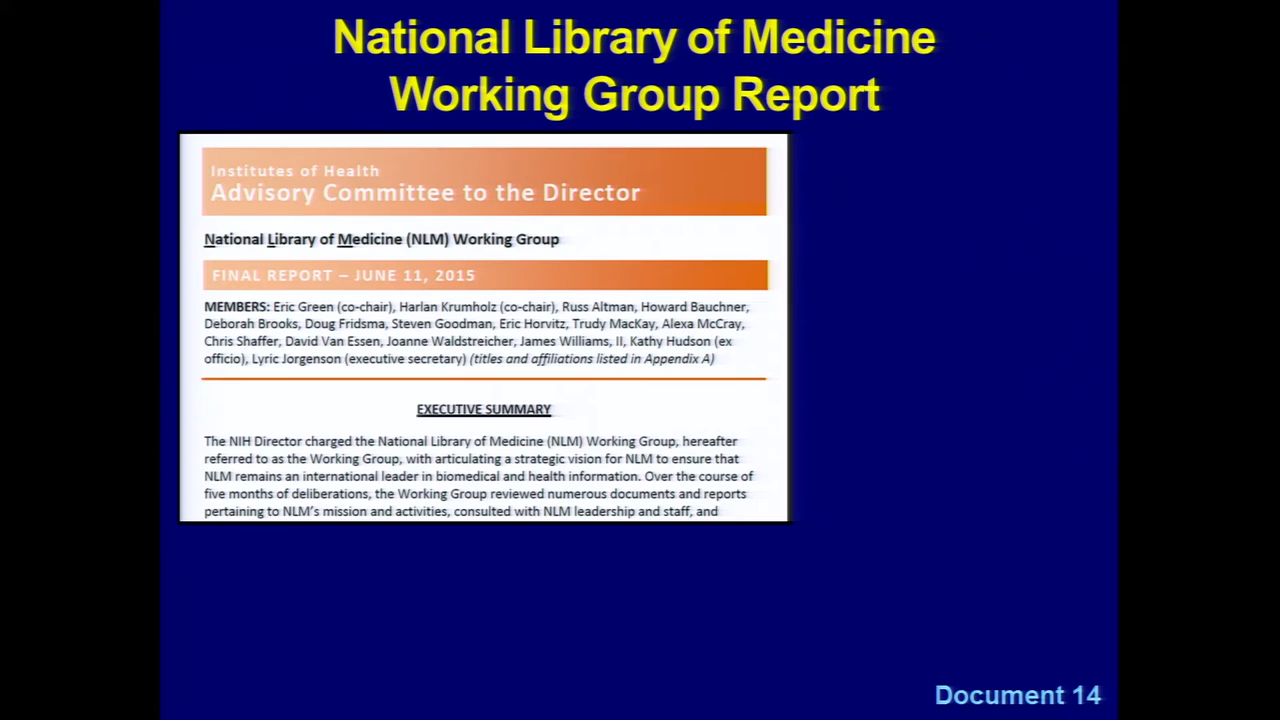 National Library of Medicine
Working Group Report
Institutes of Health
Advisory Committee to the Director
National Library of Medicine (NLM) Working Group
FINAL REPORT – JUNE 11, 2015
MEMBERS: Eric Green (co-chair), Harlan Krumholz (co-chair), Russ Altman, Howard Bauchner,
Deborah Brooks, Doug Fridsma, Steven Goodman, Eric Horvitz, Trudy MacKay, Alexa McCray,
Chris Shaffer, David Van Essen, Joanne Waldstreicher, James Williams, II, Kathy Hudson (ex
officio), Lyric Jorgenson (executive secretary) (titles and affiliations listed in Appendix A)
EXECUTIVE SUMMARY
The NIH Director charged the National Library of Medicine (NLM) Working Group, hereafter
referred to as the Working Group, with articulating a strategic vision for NLM to ensure that
NLM remains an international leader in biomedical and health information. Over the course of
five months of deliberations, the Working Group reviewed numerous documents and reports
pertaining to NLM's mission and activities, consulted with NLM leadership and staff, and
Document 14